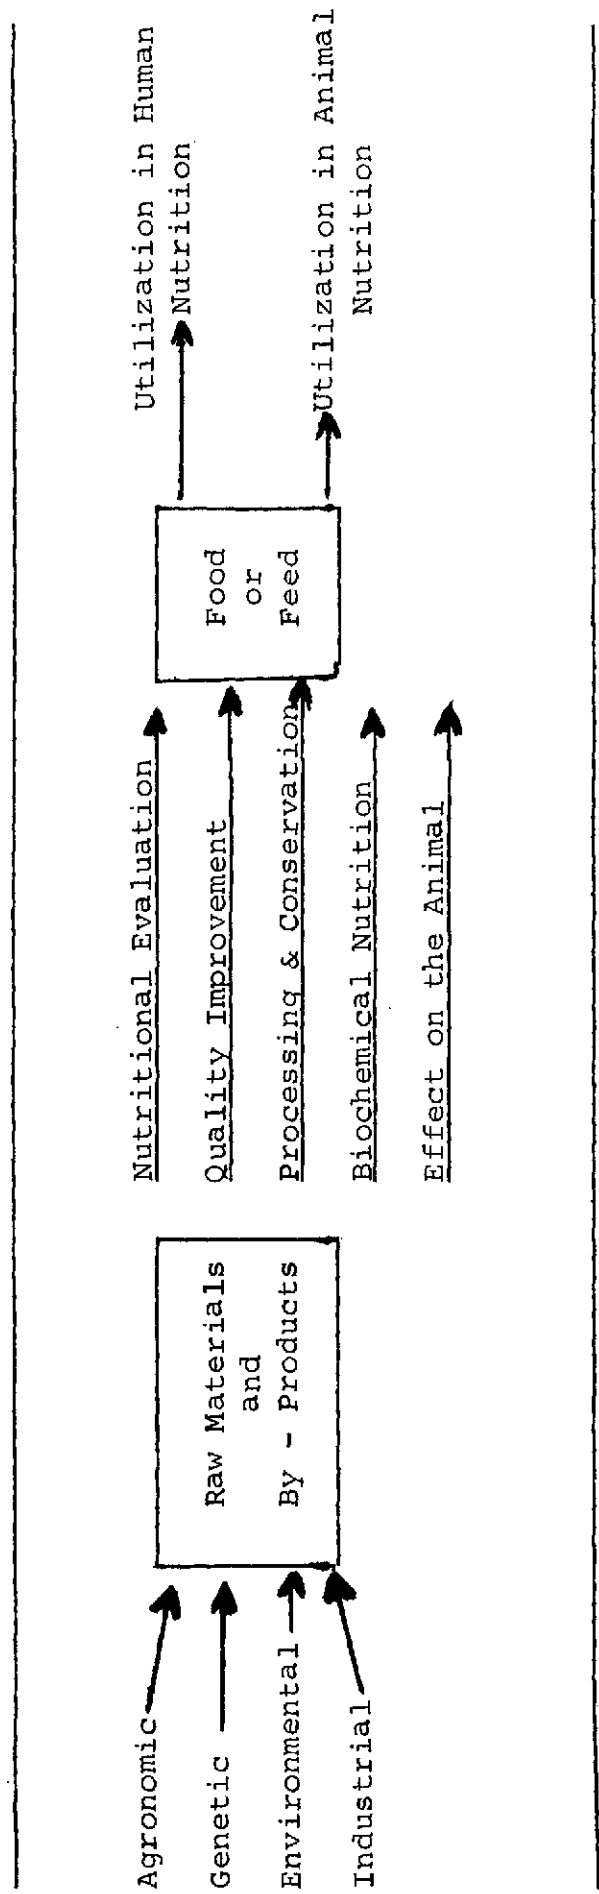 Agronomic
Genetic
Environmental
Industrial
Raw Materials
and
By - Products
Nutritional Evaluation
Quality Improvement
Processing & Conservation
Biochemical Nutrition
Effect on the Animal
Food
or
Feed
Utilization in Human
Nutrition
Utilization in Animal
Nutrition